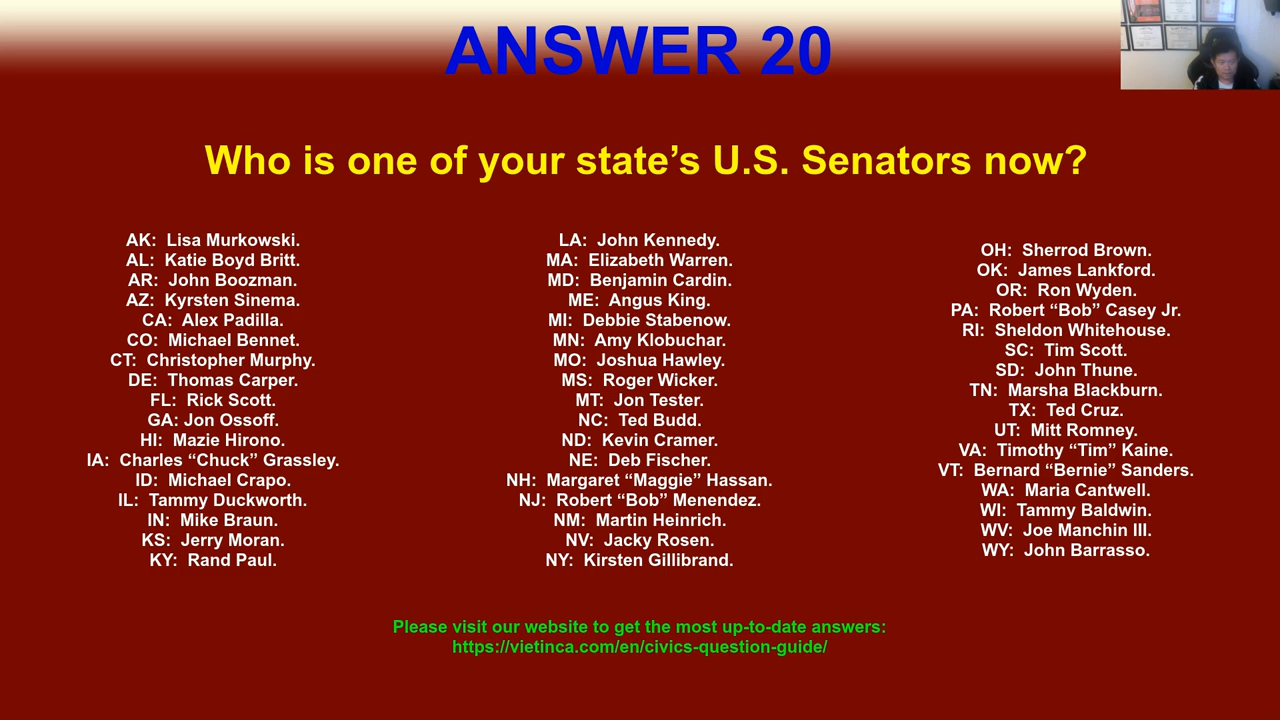 ANSWER 20
Who is one of your state’s U.S. Senators now?
AK: Lisa Murkowski.
AL: Katie Boyd Britt.
AR: John Boozman.
AZ: Kyrsten Sinema.
CA: Alex Padilla.
CO: Michael Bennet.
CT: Christopher Murphy.
DE: Thomas Carper.
FL: Rick Scott.
GA: Jon Ossoff.
HI: Mazie Hirono.
IA: Charles “Chuck” Grassley.
ID: Michael Crapo.
IL: Tammy Duckworth.
IN: Mike Braun.
KS: Jerry Moran.
KY: Rand Paul.
LA: John Kennedy.
MA: Elizabeth Warren.
MD: Benjamin Cardin.
ME: Angus King.
MI: Debbie Stabenow.
MN: Amy Klobuchar.
MO: Joshua Hawley.
MS: Roger Wicker.
MT: Jon Tester.
NC: Ted Budd.
ND: Kevin Cramer.
NE: Deb Fischer.
NH: Margaret “Maggie” Hassan.
NJ: Robert “Bob” Menendez.
NM: Martin Heinrich.
NV: Jacky Rosen.
NY: Kirsten Gillibrand.
OH: Sherrod Brown.
OK: James Lankford.
OR: Ron Wyden.
PA: Robert “Bob” Casey Jr.
RI: Sheldon Whitehouse.
SC: Tim Scott.
SD: John Thune.
TN: Marsha Blackburn.
TX: Ted Cruz.
UT: Mitt Romney.
VA: Timothy “Tim” Kaine.
VT: Bernard “Bernie” Sanders.
WA: Maria Cantwell.
WI: Tammy Baldwin.
WV: Joe Manchin III.
WY: John Barrasso.
Please visit our website to get the most up-to-date answers:
https://vietinca.com/en/civics-question-guide/